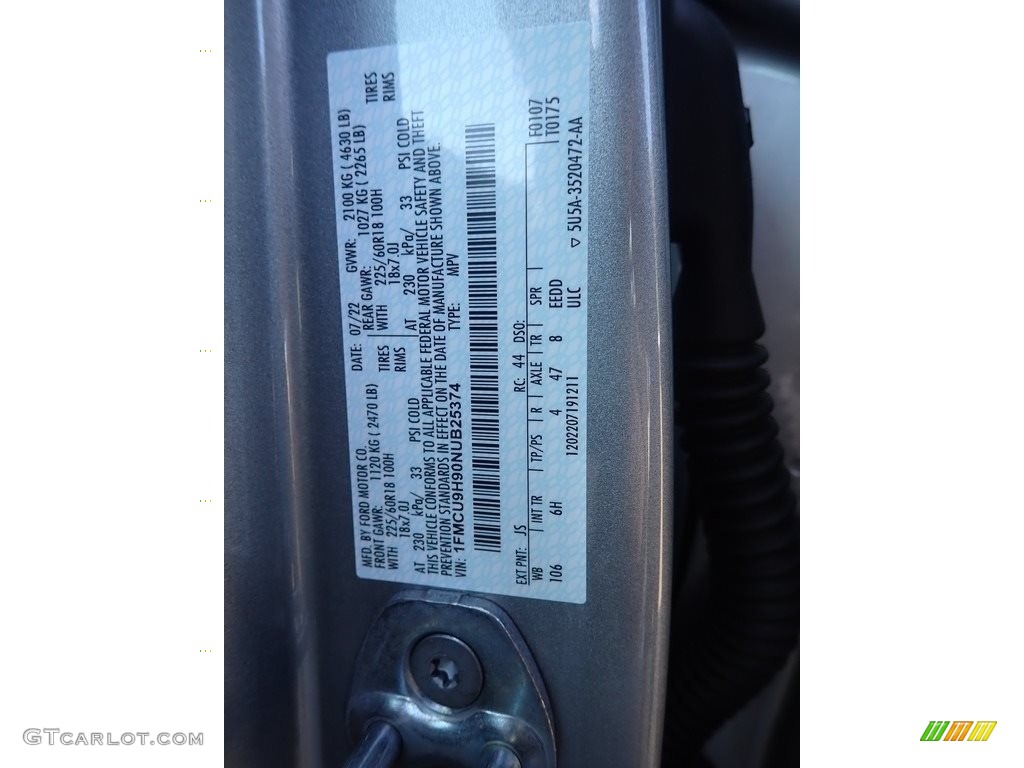 MFD. BY FORD MOTOR CO.
DATE: 07/22
GVWR: 2100 KG ( 4630 LB)
FRONT GAWR: 1120 KG ( 2470 LB)
REAR GAWR: 1027 KG ( 2265 LB)
WITH 225/60R18 100H TIRES
WITH 225/60R18 100H TIRES
18x7.0J RIMS
18x7.0J RIMS
AT 230 kPa/ 33 PSI COLD
AT 230 kPa/ 33 PSI COLD
THIS VEHICLE CONFORMS TO ALL APPLICABLE FEDERAL MOTOR VEHICLE SAFETY AND THEFT
PREVENTION STANDARDS IN EFFECT ON THE DATE OF MANUFACTURE SHOWN ABOVE.
VIN: 1FMCU9H90NUB25374
TYPE: MPV
EXT PNT: JS RC: 44 DSO: F0107
WB INT TR TP/PS R AXLE TR SPR T0175
106 6H 4 47 8 EEDD
1202207191211 ULC ▽ 5U5A-3520472-AA
GTCARLOT.COM